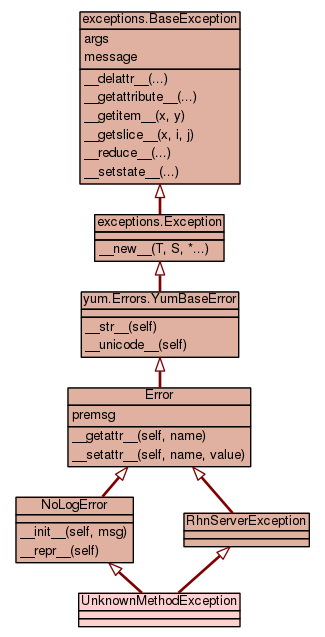 exceptions.BaseException
args
message
__delattr__(...)
__getattribute__(...)
__getitem__(x, y)
__getslice__(x, i, j)
__reduce__(...)
__setstate__(...)
exceptions.Exception
__new__(T, S, *...)
yum.Errors.YumBaseError
__str__(self)
__unicode__(self)
Error
premsg
__getattr__(self, name)
__setattr__(self, name, value)
NoLogError
__init__(self, msg)
__repr__(self)
RhnServerException
UnknownMethodException